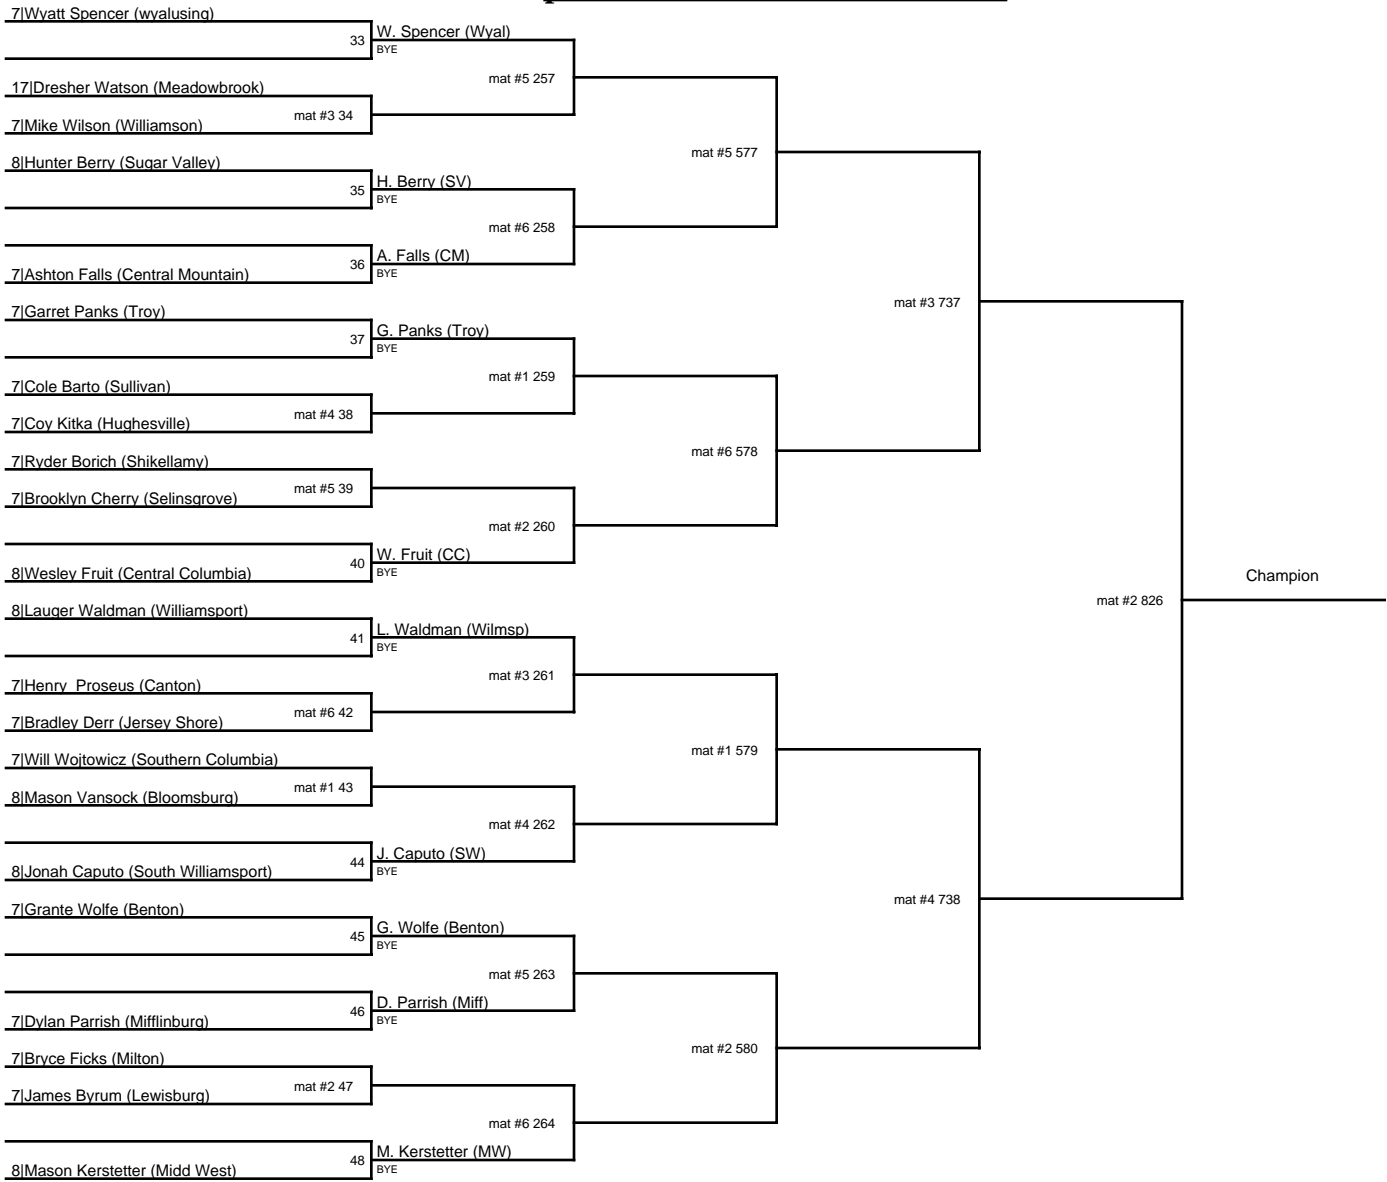 7|Wyatt Spencer (wyalusing)
33
W. Spencer (Wyal)
BYE
mat #5 257
17|Dresher Watson (Meadowbrook)
mat #3 34
7|Mike Wilson (Williamson)
mat #5 577
8|Hunter Berry (Sugar Valley)
35
H. Berry (SV)
BYE
mat #6 258
36
A. Falls (CM)
BYE
7|Ashton Falls (Central Mountain)
mat #3 737
7|Garret Panks (Troy)
37
G. Panks (Troy)
BYE
mat #1 259
7|Cole Barto (Sullivan)
mat #4 38
7|Coy Kitka (Hughesville)
mat #6 578
7|Ryder Borich (Shikellamy)
mat #5 39
7|Brooklyn Cherry (Selinsgrove)
mat #2 260
40
W. Fruit (CC)
BYE
8|Wesley Fruit (Central Columbia)
Champion
mat #2 826
8|Lauger Waldman (Williamsport)
41
L. Waldman (Wilmsp)
BYE
mat #3 261
7|Henry  Proseus (Canton)
mat #6 42
7|Bradley Derr (Jersey Shore)
mat #1 579
7|Will Wojtowicz (Southern Columbia)
mat #1 43
8|Mason Vansock (Bloomsburg)
mat #4 262
44
J. Caputo (SW)
BYE
8|Jonah Caputo (South Williamsport)
mat #4 738
7|Grante Wolfe (Benton)
45
G. Wolfe (Benton)
BYE
mat #5 263
46
D. Parrish (Miff)
BYE
7|Dylan Parrish (Mifflinburg)
mat #2 580
7|Bryce Ficks (Milton)
mat #2 47
7|James Byrum (Lewisburg)
mat #6 264
48
M. Kerstetter (MW)
BYE
8|Mason Kerstetter (Midd West)